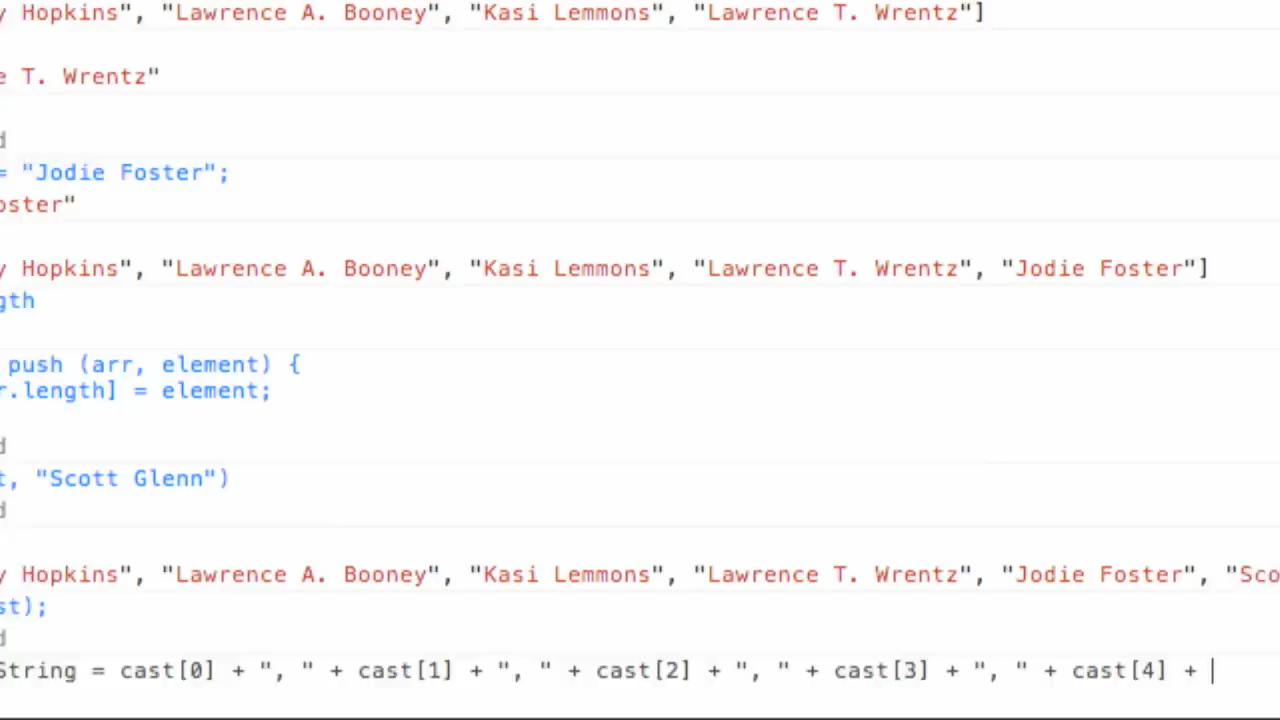 y Hopkins", "Lawrence A. Booney", "Kasi Lemmons", "Lawrence T. Wrentz"]
e T. Wrentz"
d
= "Jodie Foster";
oster"
y Hopkins", "Lawrence A. Booney", "Kasi Lemmons", "Lawrence T. Wrentz", "Jodie Foster"]
gth
push (arr, element) {
r.length] = element;
d
t, "Scott Glenn")
d
y Hopkins", "Lawrence A. Booney", "Kasi Lemmons", "Lawrence T. Wrentz", "Jodie Foster", "Sco
st);
d
String = cast[0] + ", " + cast[1] + ", " + cast[2] + ", " + cast[3] + ", " + cast[4] +